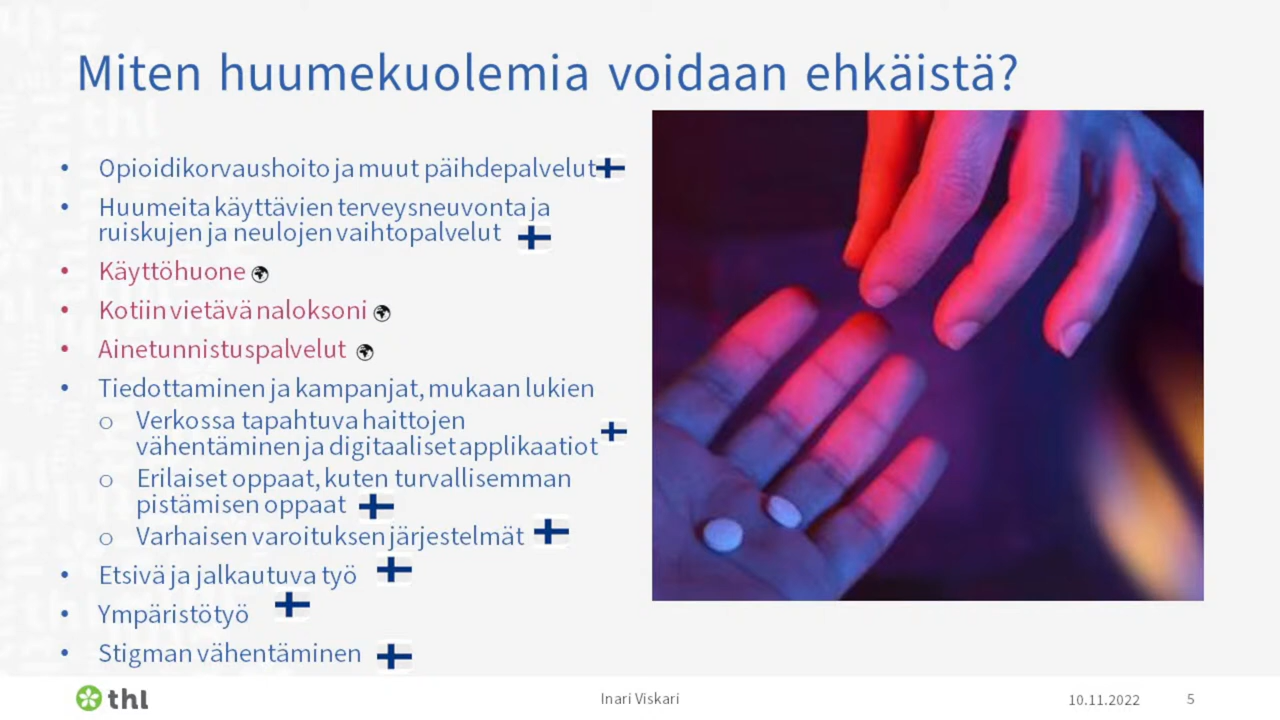 Miten huumekuolemia voidaan ehkäistä?
• Opioidikorvaushoito ja muut päihdepalvelut
• Huumeita käyttävien terveysneuvonta ja
ruiskujen ja neulojen vaihtopalvelut
• Käyttöhuone
• Kotiin vietävä naloksoni
• Ainetunnistuspalvelut
• Tiedottaminen ja kampanjat, mukaan lukien
o Verkossa tapahtuva haittojen
vähentäminen ja digitaaliset applikaatiot
o Erilaiset oppaat, kuten turvallisemman
pistämisen oppaat
o Varhaisen varoituksen järjestelmät
• Etsivä ja jalkautuva työ
• Ympäristötyö
• Stigman vähentäminen
thl
Inari Viskari
10.11.2022
5